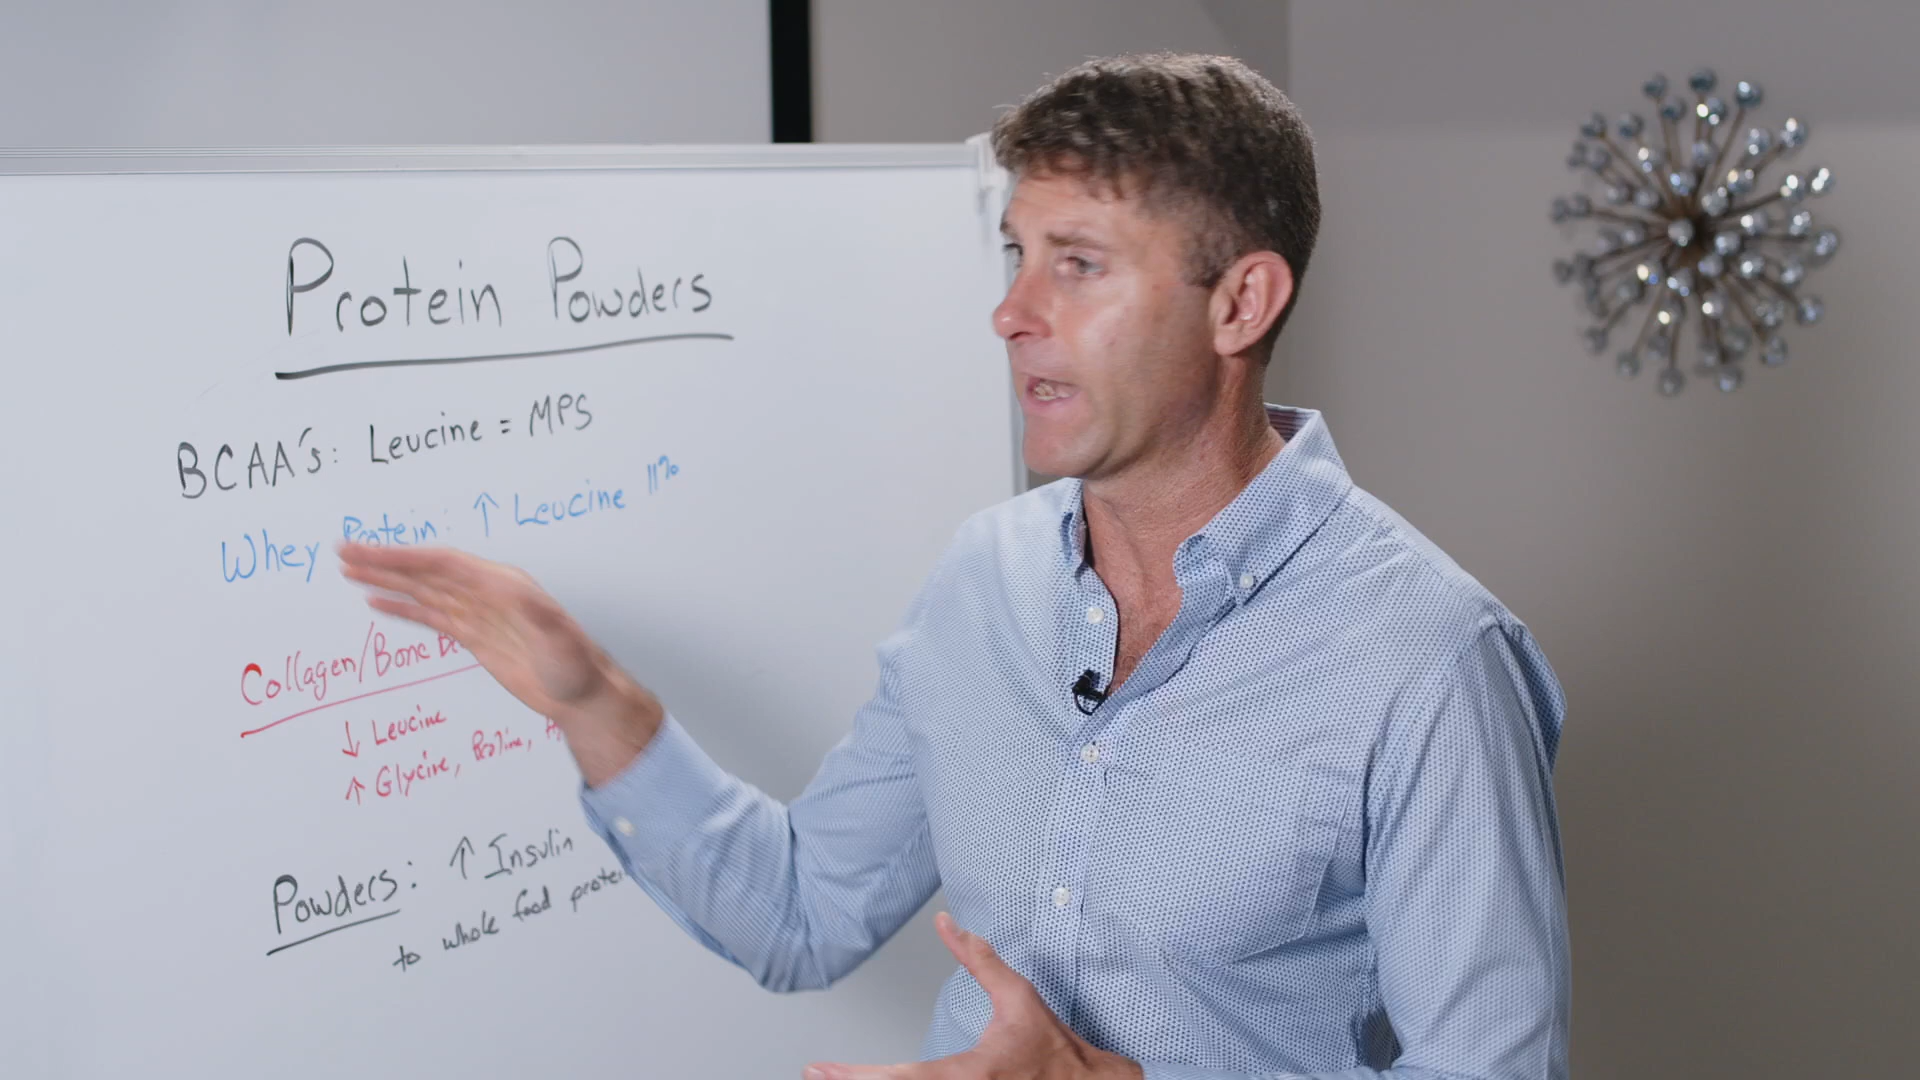 Protein Powders
BCAA's: Leucine = MPS
Whey Protein: ↑ Leucine 11%
Collagen/Bone
↓ Leucine
↑ Glycine, Proline,
Powders: ↑ Insulin
to whole food protein